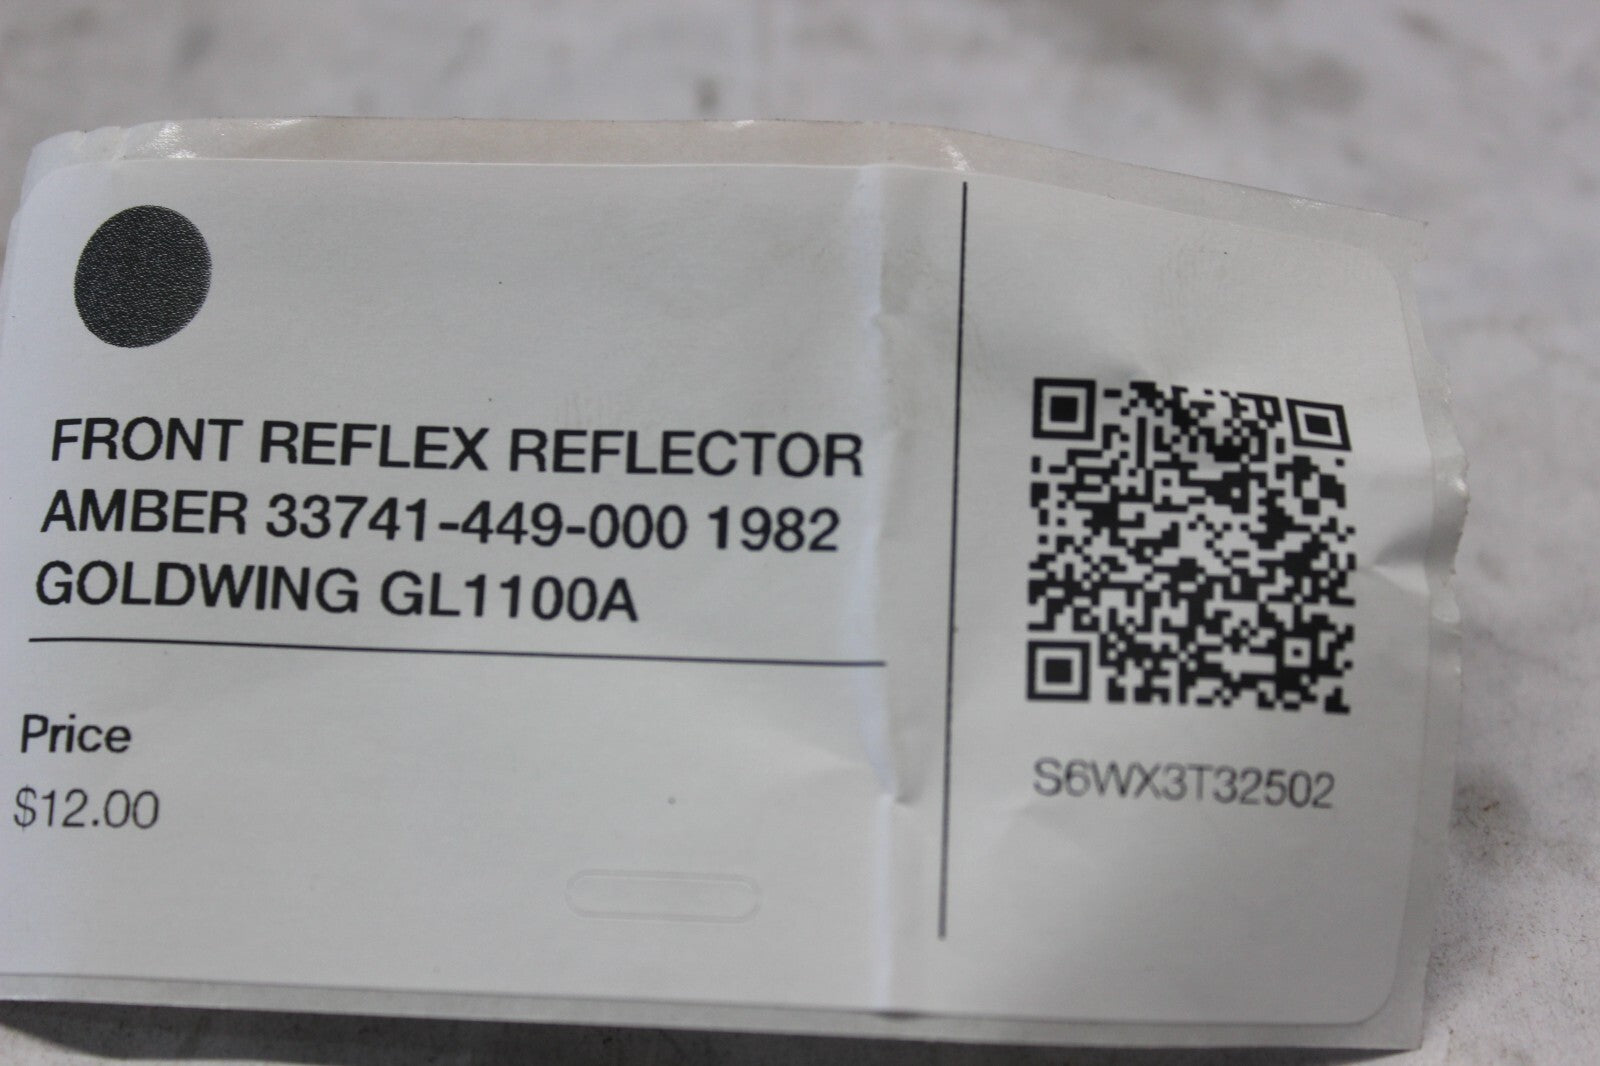 FRONT REFLEX REFLECTOR
AMBER 33741-449-000 1982
GOLDWING GL1100A
Price
$12.00
S6WX3T32502